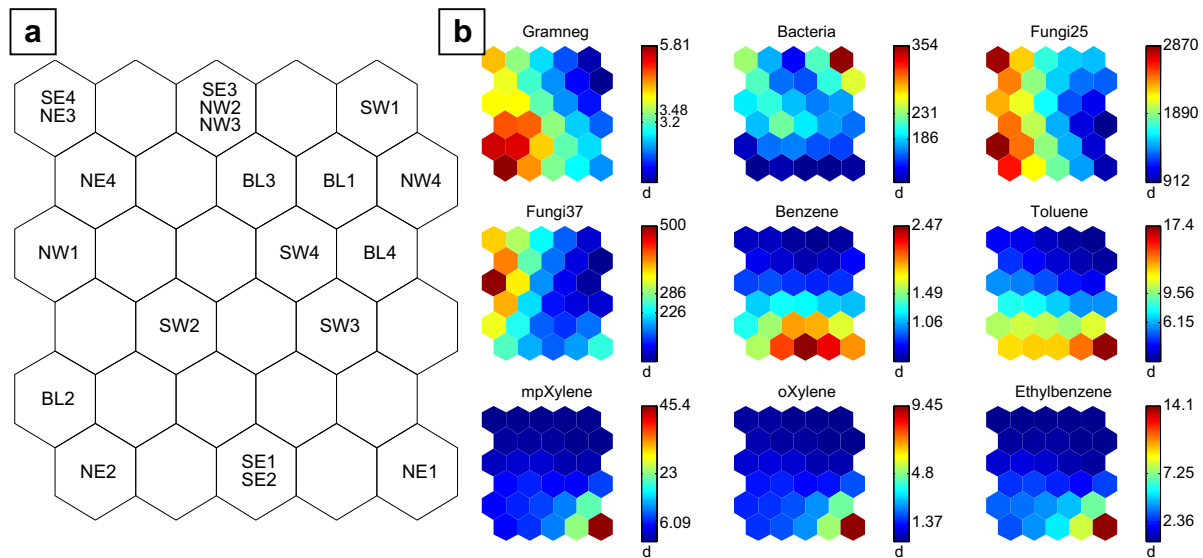 a
SE4
NE3
SE3
NW2
NW3
SW1
NE4
BL3
BL1
NW4
NW1
SW4
BL4
SW2
SW3
BL2
NE2
SE1
SE2
NE1
b
Gramneg
5.81
3.48
3.2
d
Bacteria
354
231
186
d
Fungi25
2870
1890
912
d
Fungi37
500
286
226
d
Benzene
2.47
1.49
1.06
d
Toluene
17.4
9.56
6.15
d
mpXylene
45.4
23
6.09
d
oXylene
9.45
4.8
1.37
d
Ethylbenzene
14.1
7.25
2.36
d